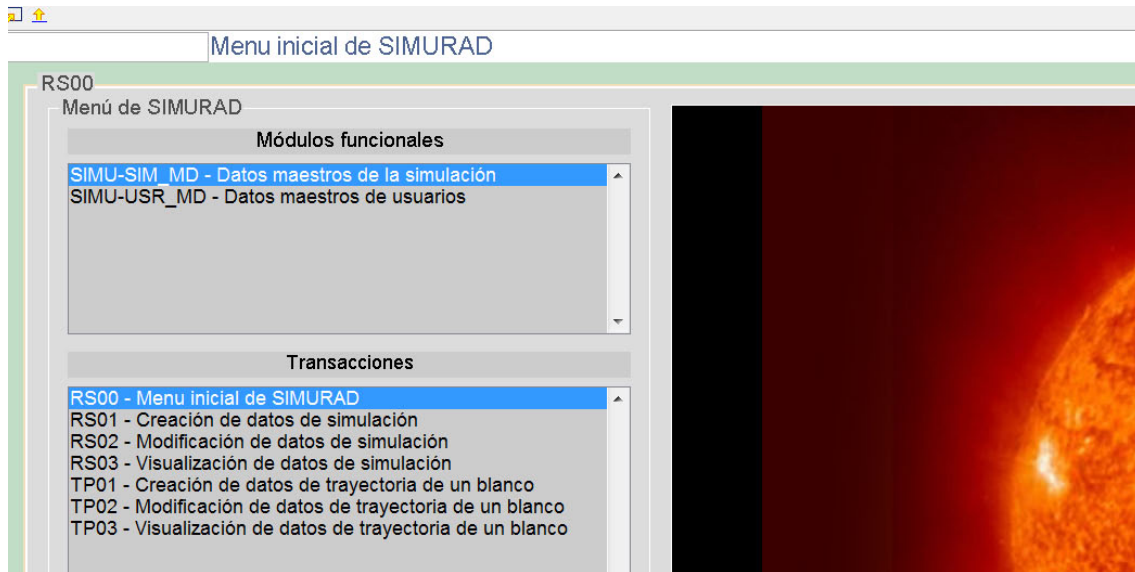 Menu inicial de SIMURAD
RS00
Menú de SIMURAD
Módulos funcionales
SIMU-SIM_MD - Datos maestros de la simulación
SIMU-USR_MD - Datos maestros de usuarios
Transacciones
RS00 - Menu inicial de SIMURAD
RS01 - Creación de datos de simulación
RS02 - Modificación de datos de simulación
RS03 - Visualización de datos de simulación
TP01 - Creación de datos de trayectoria de un blanco
TP02 - Modificación de datos de trayectoria de un blanco
TP03 - Visualización de datos de trayectoria de un blanco